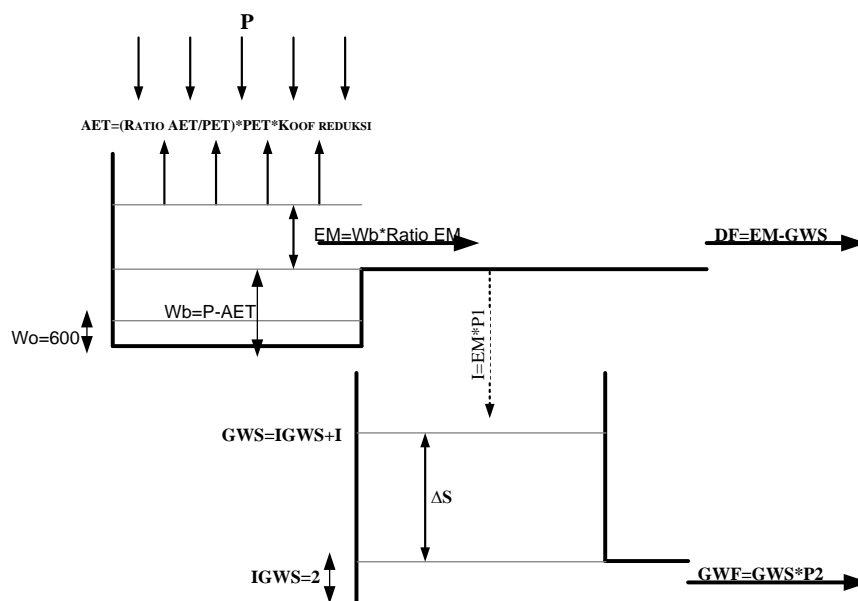 P
AET=(RATIO AET/PET)*PET*KOOF REDUKSI
EM=Wb*Ratio EM
DF=EM-GWS
Wb=P-AET
Wo=600
I=EM*P1
GWS=IGWS+I
ΔS
IGWS=2
GWF=GWS*P2